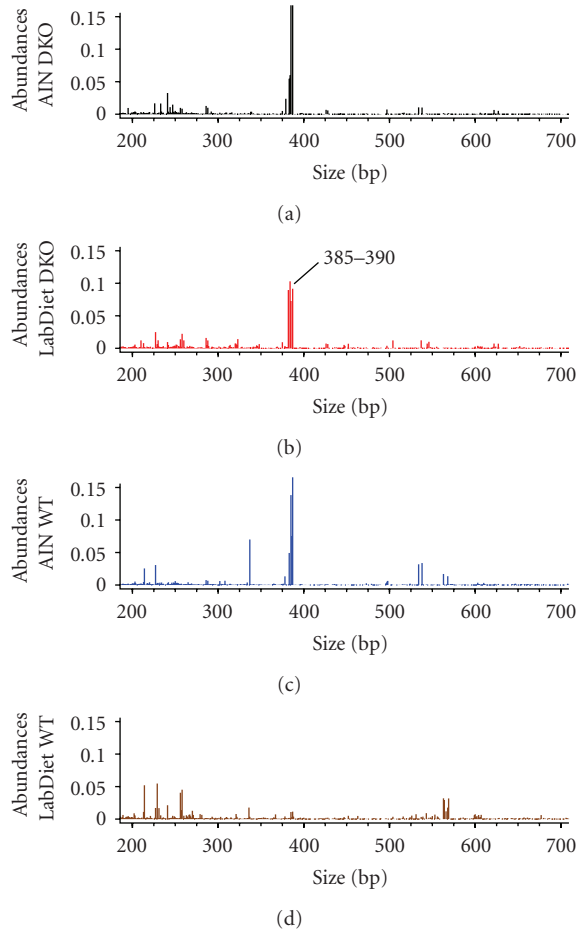 Abundances
AIN DKO
0.15
0.1
0.05
0
200 300 400 500 600 700
Size (bp)
(a)
Abundances
LabDiet DKO
0.15
0.1
0.05
0
385–390
200 300 400 500 600 700
Size (bp)
(b)
Abundances
AIN WT
0.15
0.1
0.05
0
200 300 400 500 600 700
Size (bp)
(c)
Abundances
LabDiet WT
0.15
0.1
0.05
0
200 300 400 500 600 700
Size (bp)
(d)